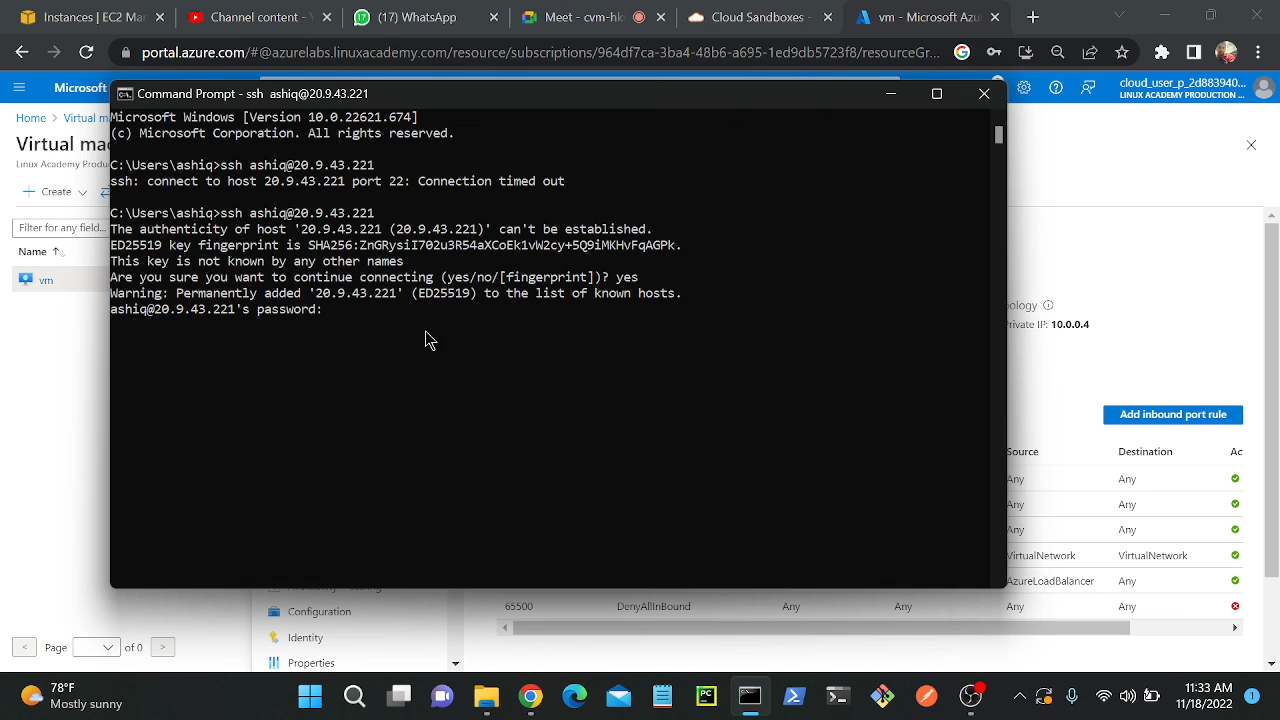 Instances | EC2 Mar
Channel content - Y
(17) WhatsApp
Meet - cvm-hk
Cloud Sandboxes -
vm - Microsoft Azu
portal.azure.com/#@azurelabs.linuxacademy.com/resource/subscriptions/964df7ca-3ba4-48b6-a695-1ed9db5723f8/resourceGr...
Microsoft
cloud_user_p_2d883940...
LINUX ACADEMY PRODUCTION ...
Home > Virtual m
Virtual ma
Linux Academy Produ
Create
Filter for any field...
Name
vm
Page
of 0
Command Prompt - ssh ashiq@20.9.43.221
Microsoft Windows [Version 10.0.22621.674]
(c) Microsoft Corporation. All rights reserved.
C:\Users\ashiq>ssh ashiq@20.9.43.221
ssh: connect to host 20.9.43.221 port 22: Connection timed out
C:\Users\ashiq>ssh ashiq@20.9.43.221
The authenticity of host '20.9.43.221 (20.9.43.221)' can't be established.
ED25519 key fingerprint is SHA256:ZnGRysiI702u3R54aXCoEk1vW2cy+5Q9iMKHvFqAGPk.
This key is not known by any other names
Are you sure you want to continue connecting (yes/no/[fingerprint])? yes
Warning: Permanently added '20.9.43.221' (ED25519) to the list of known hosts.
ashiq@20.9.43.221's password:
pology
rivate IP: 10.0.0.4
Add inbound port rule
Source Destination Ac
Any Any
Any Any
Any Any
VirtualNetwork VirtualNetwork
AzureLoadBalancer Any
65500 DenyAllInBound Any Any Any Any
Configuration
Identity
Properties
78°F
Mostly sunny
11:33 AM
11/18/2022
1